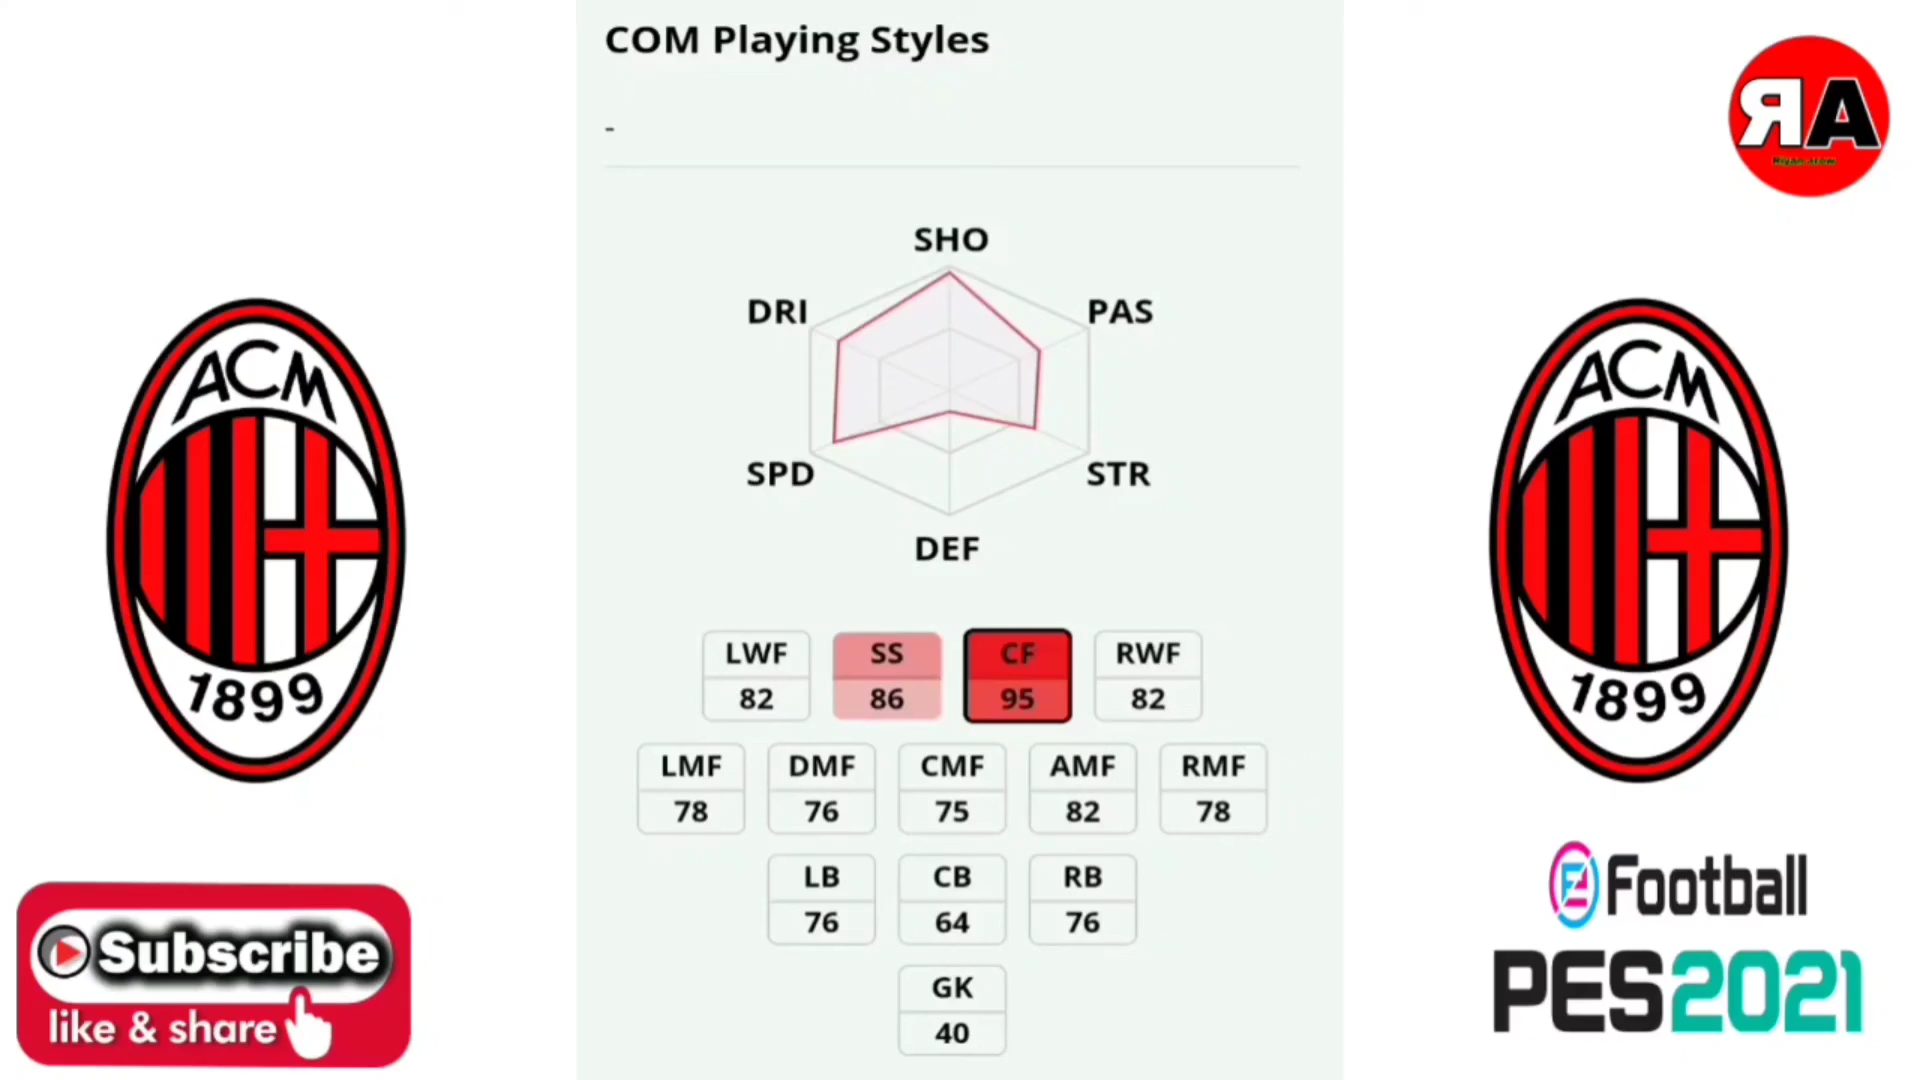 COM Playing Styles
-
SHO
DRI
PAS
SPD
STR
DEF
LWF SS CF RWF
82 86 95 82
LMF DMF CMF AMF RMF
78 76 75 82 78
LB CB RB
76 64 76
GK
40
ACM
1899
ACM
1899
ЯA
Riyan arow
Subscribe
like & share
eFootball
PES2021